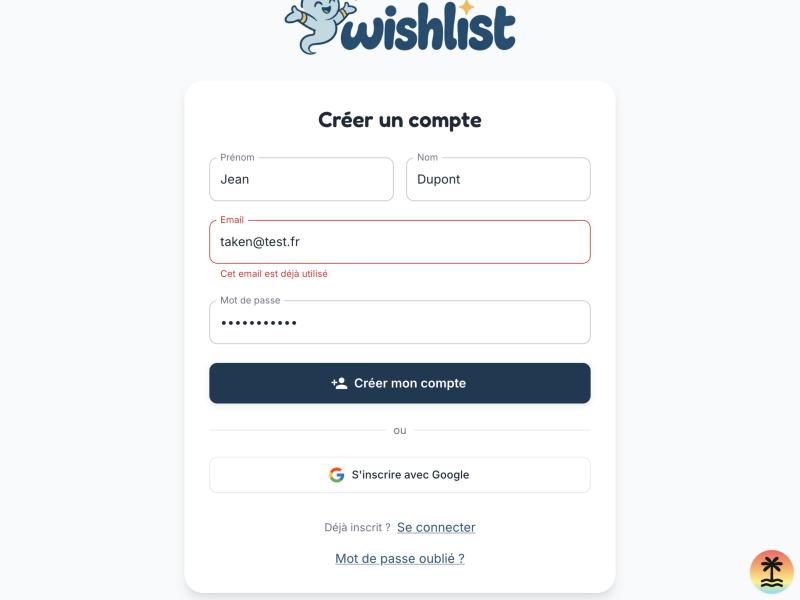 wishlist
Créer un compte
Prénom
Nom
Jean
Dupont
Email
taken@test.fr
Cet email est déjà utilisé
Mot de passe
•••••••••••
Créer mon compte
ou
S'inscrire avec Google
Déjà inscrit ? Se connecter
Mot de passe oublié ?